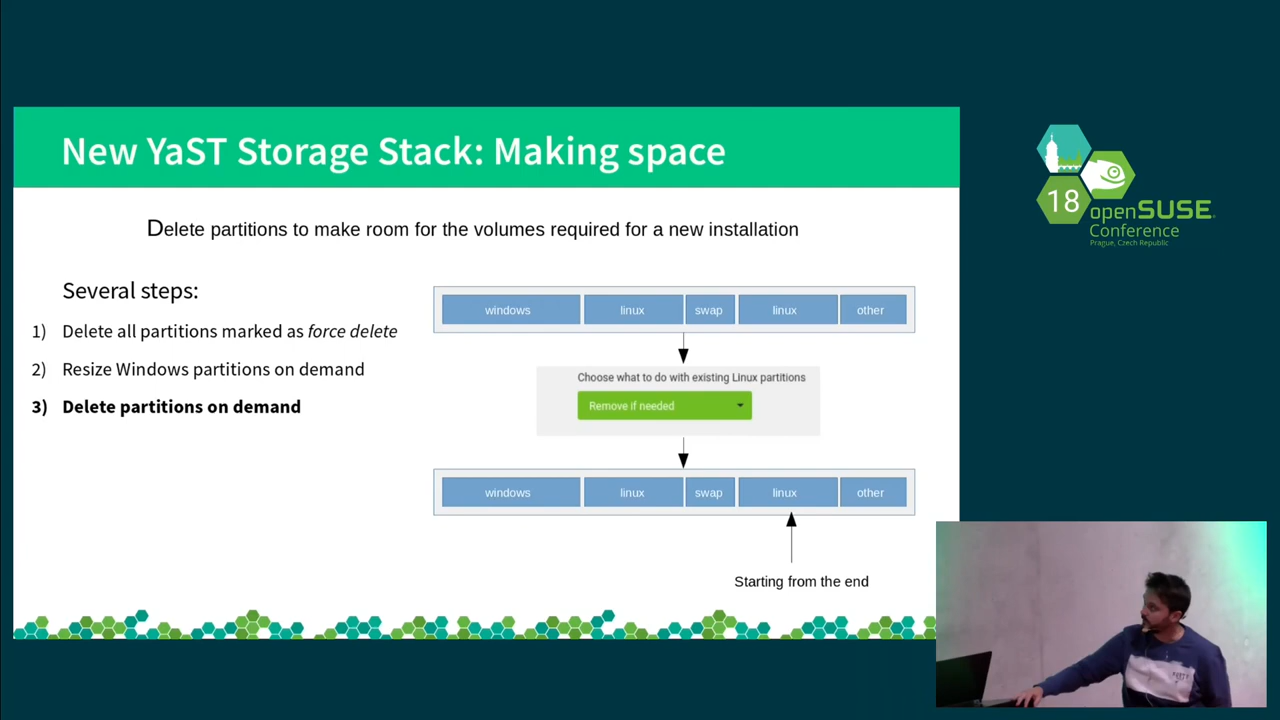 New YaST Storage Stack: Making space
Delete partitions to make room for the volumes required for a new installation
Several steps:
1) Delete all partitions marked as force delete
2) Resize Windows partitions on demand
3) Delete partitions on demand
windows linux swap linux other
Choose what to do with existing Linux partitions
Remove if needed
windows linux swap linux other
Starting from the end
18
openSUSE
Conference
Prague, Czech Republic